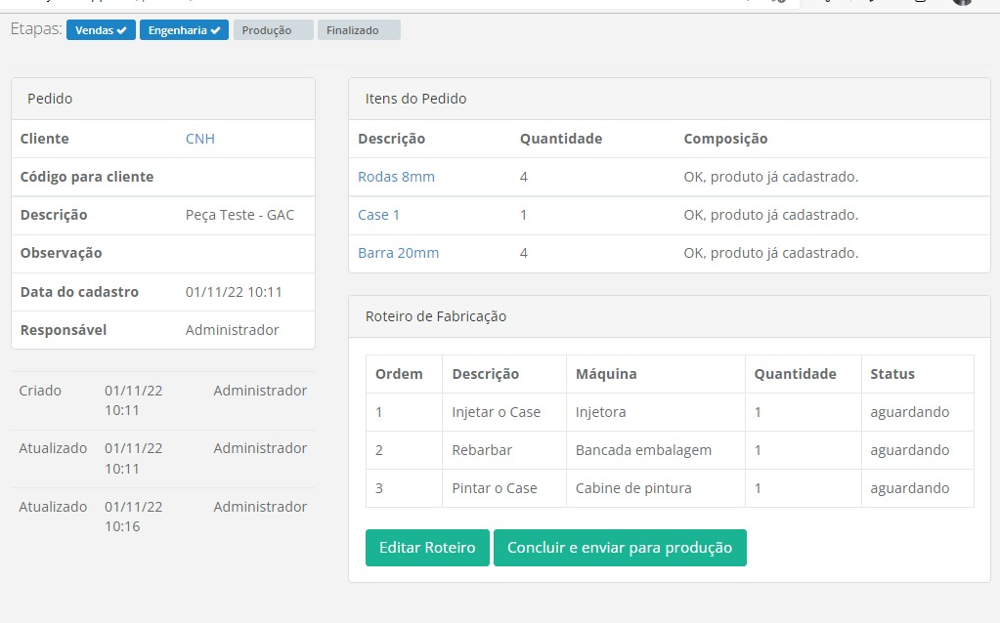 Etapas: Vendas Engenharia Produção Finalizado
Pedido
Cliente CNH
Código para cliente
Descrição Peça Teste - GAC
Observação
Data do cadastro 01/11/22 10:11
Responsável Administrador
Criado 01/11/22 10:11 Administrador
Atualizado 01/11/22 10:11 Administrador
Atualizado 01/11/22 10:16 Administrador
Itens do Pedido
Descrição Quantidade Composição
Rodas 8mm 4 OK, produto já cadastrado.
Case 1 1 OK, produto já cadastrado.
Barra 20mm 4 OK, produto já cadastrado.
Roteiro de Fabricação
Ordem Descrição Máquina Quantidade Status
1 Injetar o Case Injetora 1 aguardando
2 Rebarbar Bancada embalagem 1 aguardando
3 Pintar o Case Cabine de pintura 1 aguardando
Editar Roteiro Concluir e enviar para produção